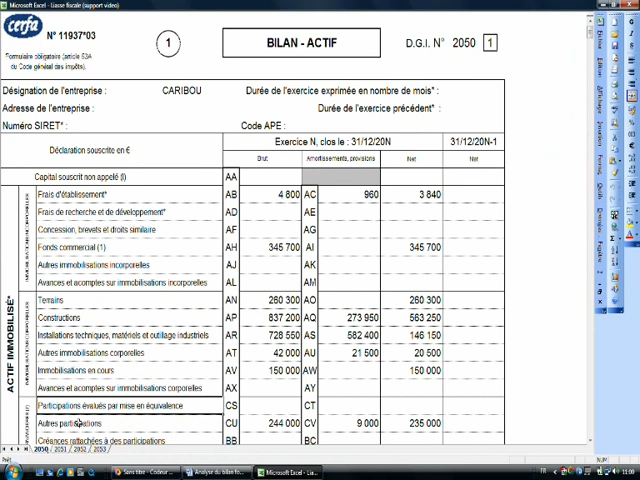 Microsoft Excel - Liasse fiscale (support video)
cerfa
N° 11937*03
1
BILAN - ACTIF
D.G.I. N° 2050 1
Formulaire obligatoire (article 53A
du Code général des impôts).
Désignation de l'entreprise : CARIBOU Durée de l'exercice exprimée en nombre de mois* :
Adresse de l'entreprise : Durée de l'exercice précédent* :
Numéro SIRET* : Code APE :
Déclaration souscrite en € Exercice N, clos le : 31/12/20N 31/12/20N-1
Brut Amortissements, provisions Net Net
Capital souscrit non appelé (I) AA
ACTIF IMMOBILISÉ*
Frais d'établissement* AB 4 800 AC 960 3 840
Frais de recherche et de développement* AD AE
Concession, brevets et droits similaire AF AG
Fonds commercial (1) AH 345 700 AI 345 700
Autres immobilisations incorporelles AJ AK
Avances et acomptes sur immobilisations incorporelles AL AM
Terrains AN 260 300 AO 260 300
Constructions AP 837 200 AQ 273 950 563 250
Installations techniques, matériels et outillage industriels AR 728 550 AS 582 400 146 150
Autres immobilisations corporelles AT 42 000 AU 21 500 20 500
Immobilisations en cours AV 150 000 AW 150 000
Avances et acomptes sur immobilisations corporelles AX AY
Participations évalués par mise en équivalence CS CT
Autres participations CU 244 000 CV 9 000 235 000
Créances rattachées à des participations BB BC
2050 2051 2052 2053
Prêt NUM
Sans titre - Codeur ... Analyse du bilan fo... Microsoft Excel - Lia... FR 11:09